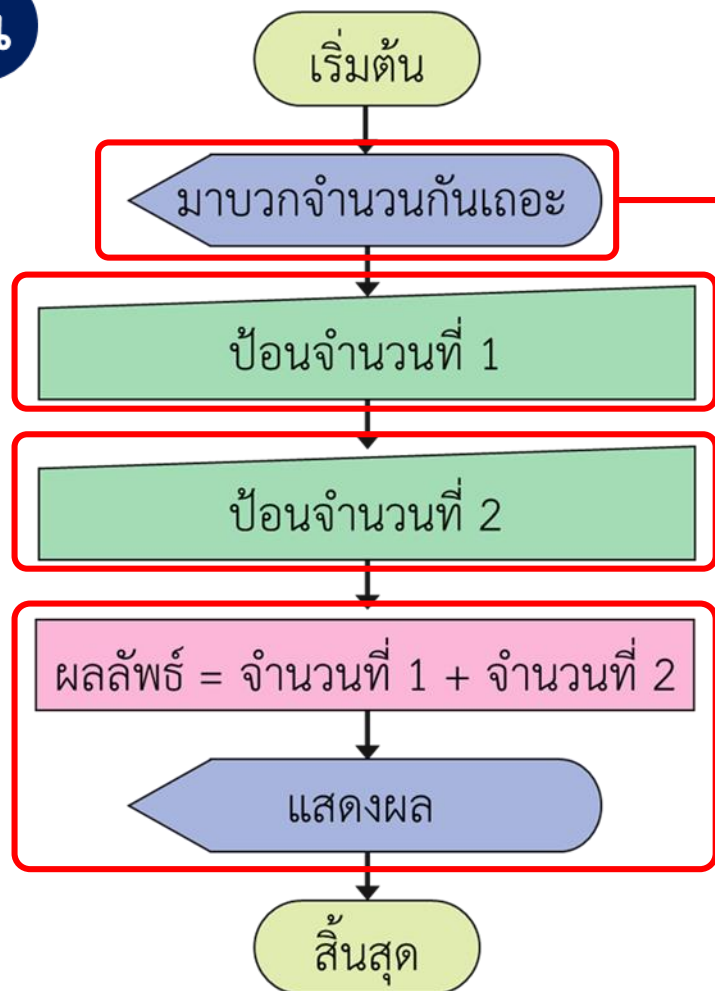 เริ่มต้น
มาบวกจำนวนกันเถอะ
ป้อนจำนวนที่ 1
ป้อนจำนวนที่ 2
ผลลัพธ์ = จำนวนที่ 1 + จำนวนที่ 2
แสดงผล
สิ้นสุด